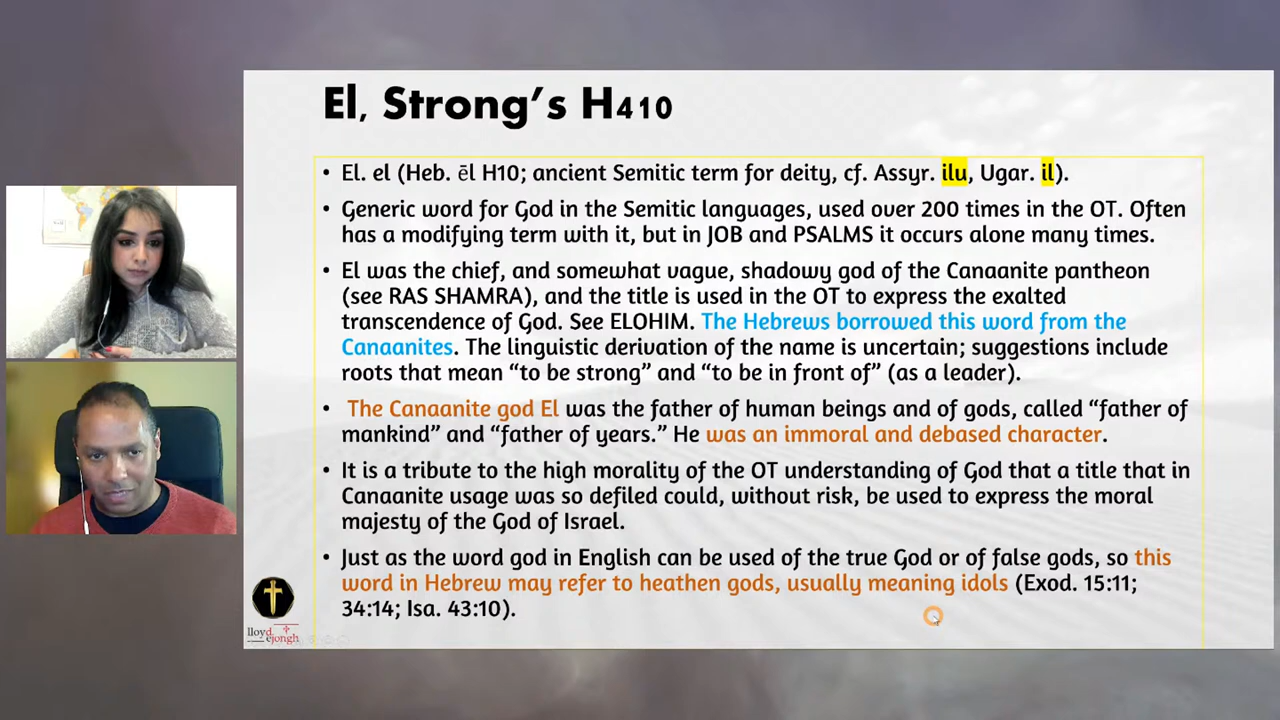 El, Strong's H410
• El. el (Heb. ēl H10; ancient Semitic term for deity, cf. Assyr. ilu, Ugar. il).
• Generic word for God in the Semitic languages, used over 200 times in the OT. Often
has a modifying term with it, but in JOB and PSALMS it occurs alone many times.
• El was the chief, and somewhat vague, shadowy god of the Canaanite pantheon
(see RAS SHAMRA), and the title is used in the OT to express the exalted
transcendence of God. See ELOHIM. The Hebrews borrowed this word from the
Canaanites. The linguistic derivation of the name is uncertain; suggestions include
roots that mean “to be strong” and “to be in front of” (as a leader).
• The Canaanite god El was the father of human beings and of gods, called “father of
mankind” and “father of years.” He was an immoral and debased character.
• It is a tribute to the high morality of the OT understanding of God that a title that in
Canaanite usage was so defiled could, without risk, be used to express the moral
majesty of the God of Israel.
• Just as the word god in English can be used of the true God or of false gods, so this
word in Hebrew may refer to heathen gods, usually meaning idols (Exod. 15:11;
34:14; Isa. 43:10).
lloyd
ejongh